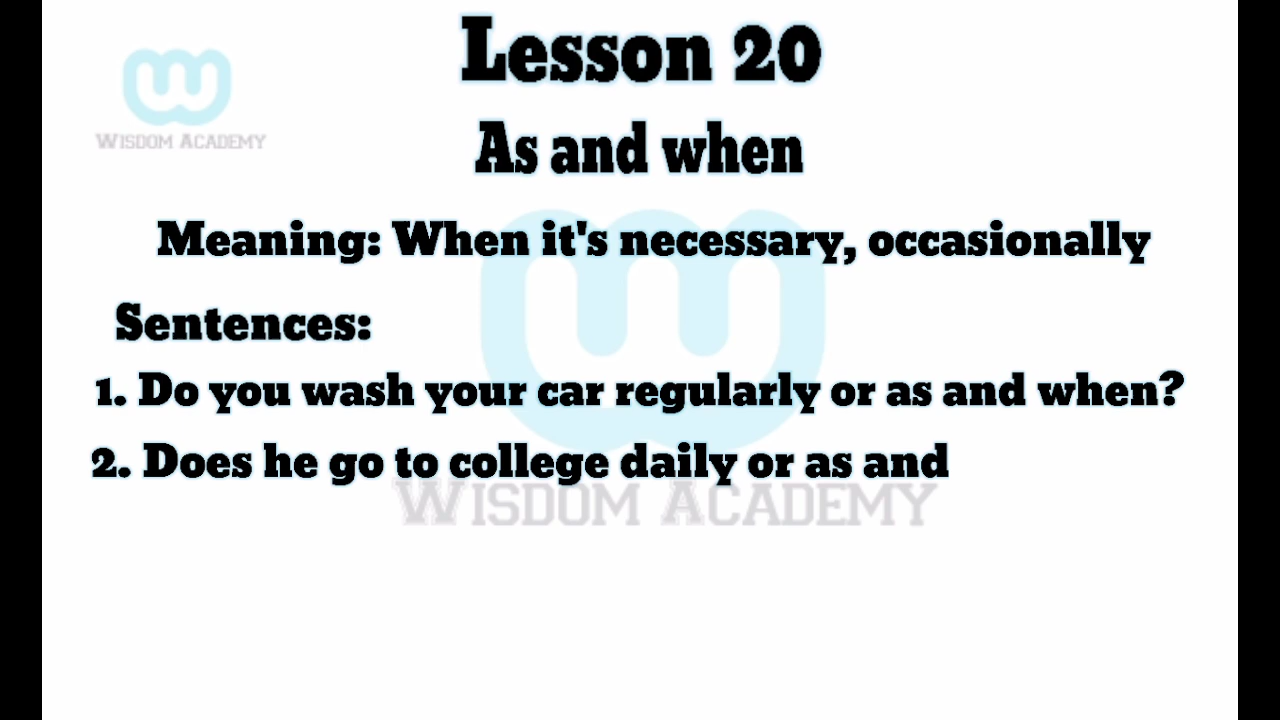 Lesson 20
WISDOM ACADEMY
As and when
Meaning: When it's necessary, occasionally
Sentences:
1. Do you wash your car regularly or as and when?
2. Does he go to college daily or as and
WISDOM ACADEMY